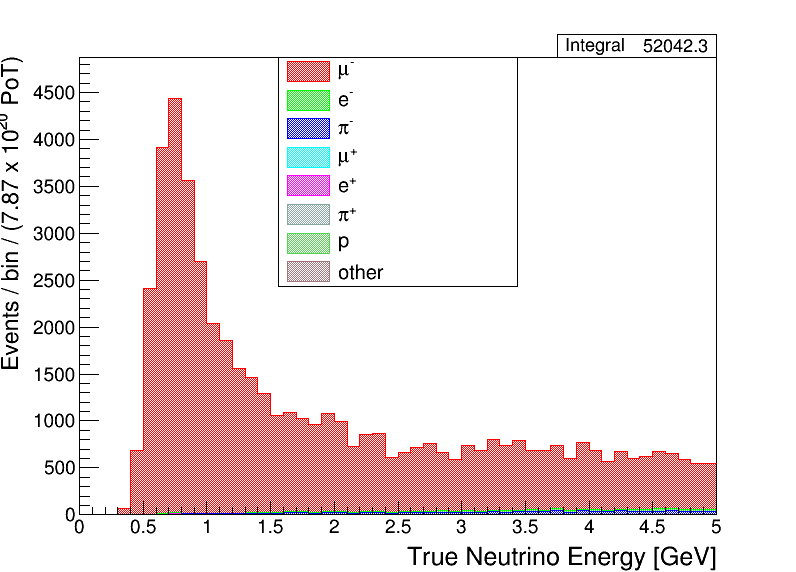 Integral 52042.3
μ-
e-
π-
μ+
e+
π+
p
other
Events / bin / (7.87 x 10^20 PoT)
4500
4000
3500
3000
2500
2000
1500
1000
500
0
0 0.5 1 1.5 2 2.5 3 3.5 4 4.5 5
True Neutrino Energy [GeV]